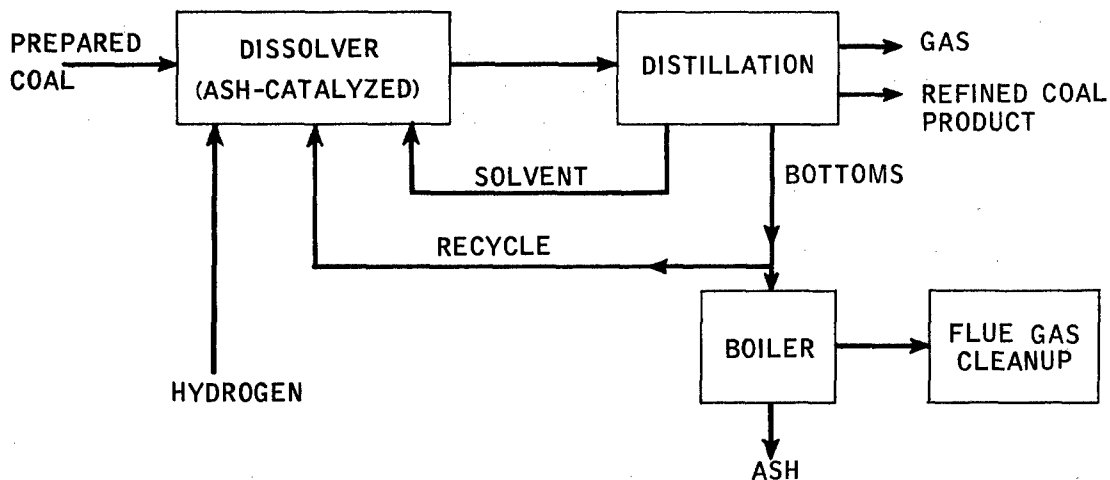 PREPARED
COAL
DISSOLVER
(ASH-CATALYZED)
DISTILLATION
GAS
REFINED COAL
PRODUCT
SOLVENT
BOTTOMS
RECYCLE
BOILER
FLUE GAS
CLEANUP
HYDROGEN
ASH